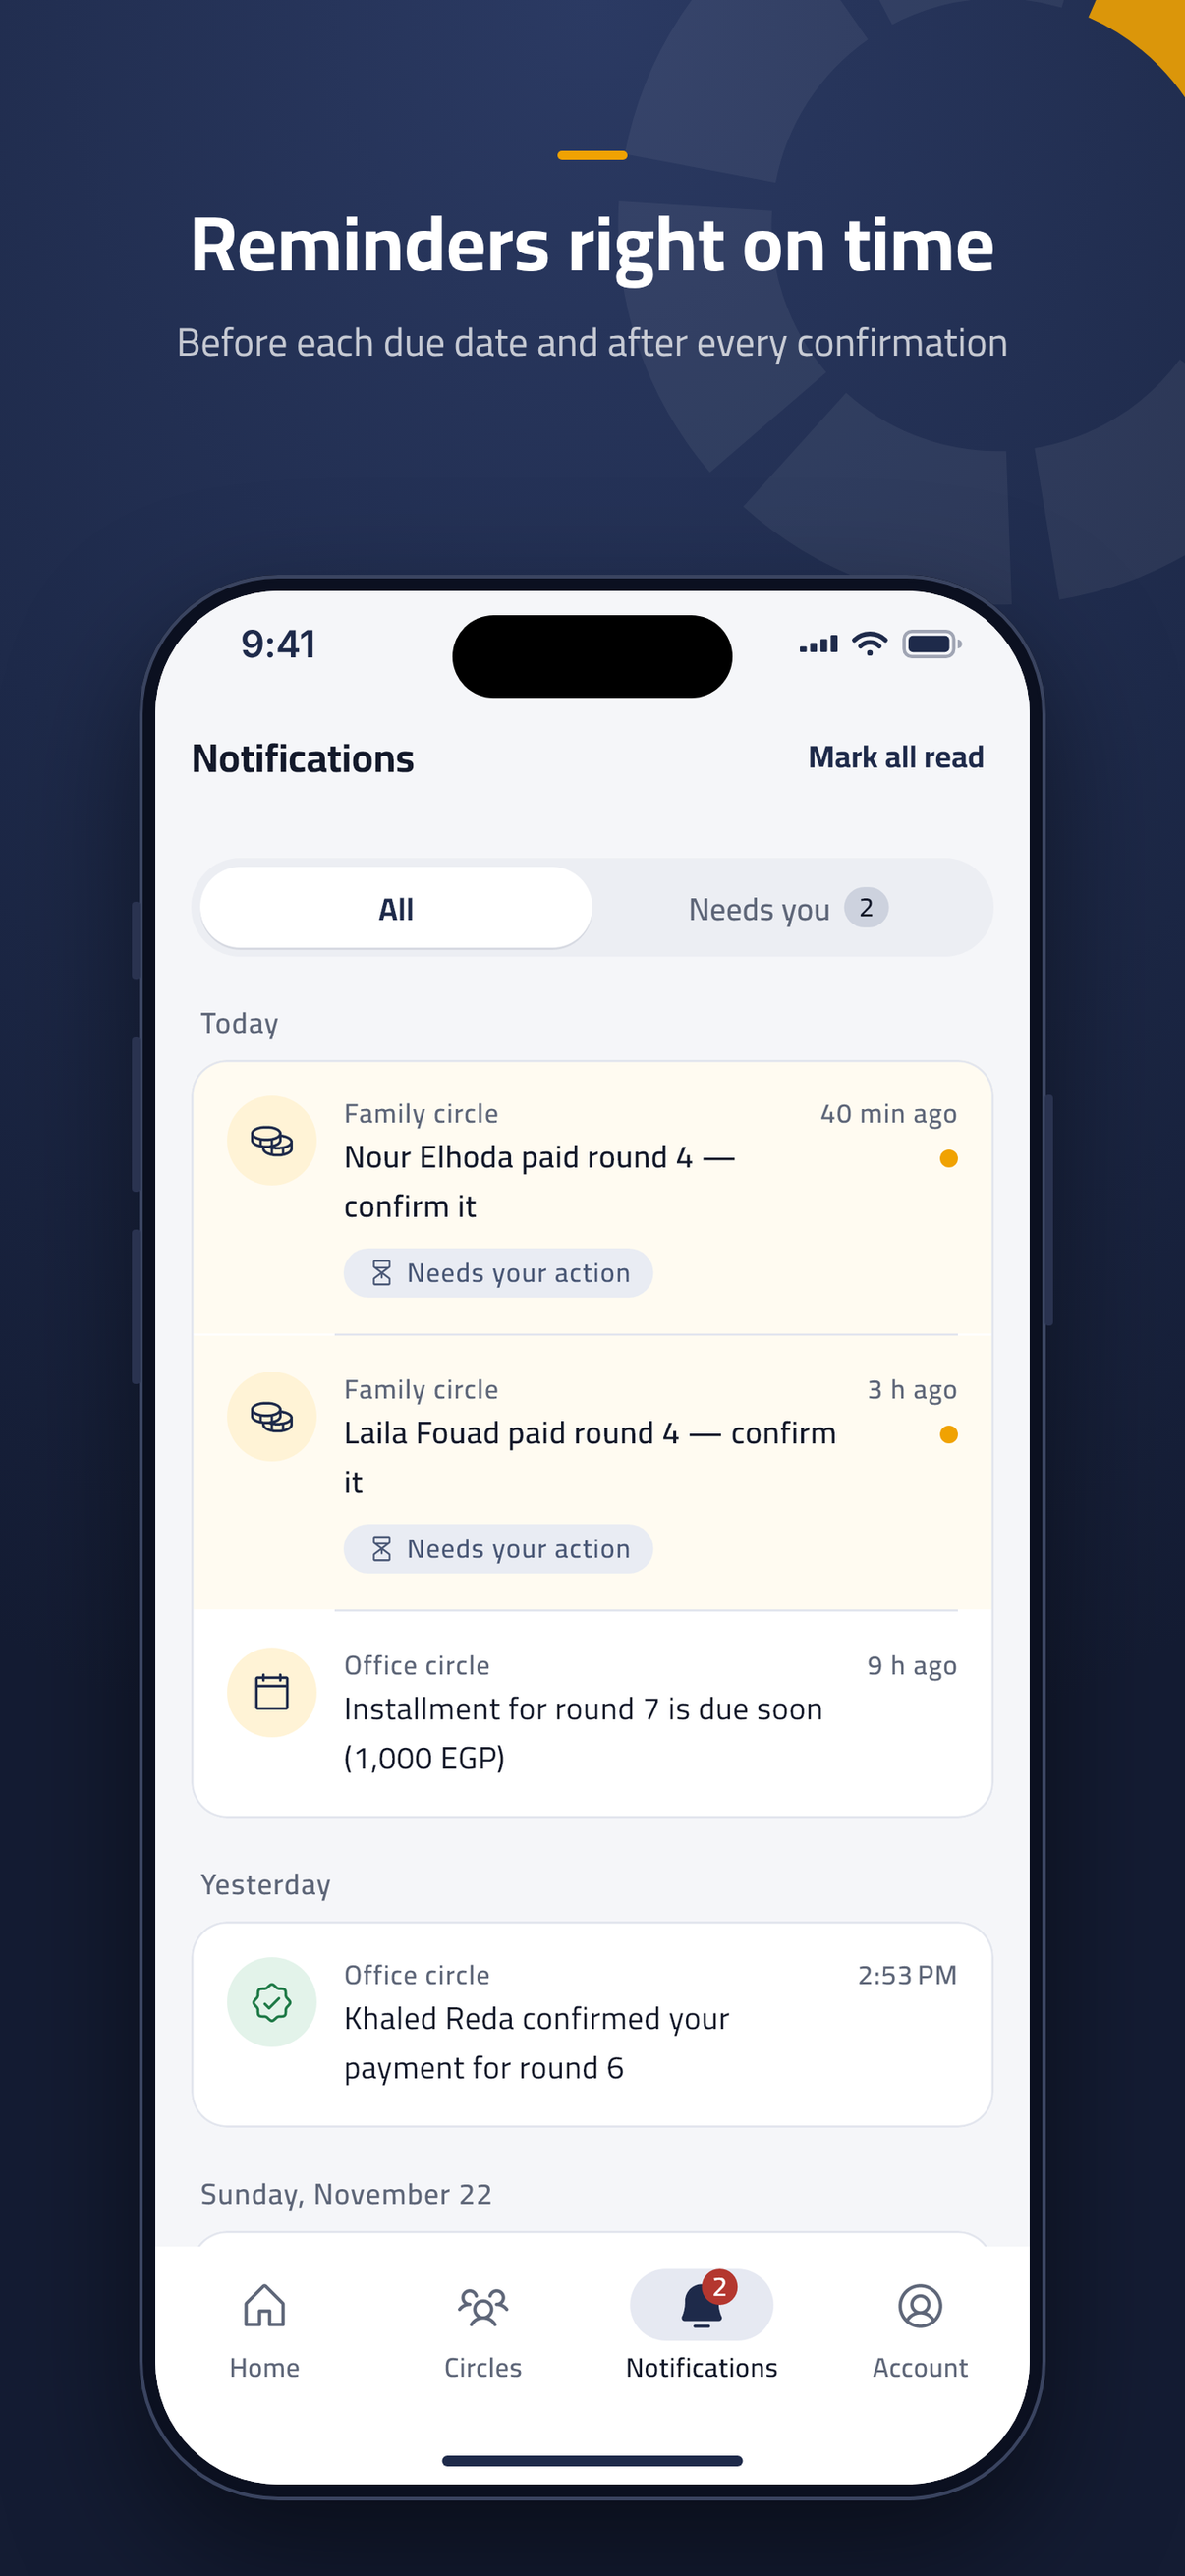 Reminders right on time
Before each due date and after every confirmation
9:41
Notifications
Mark all read
All
Needs you 2
Today
Family circle
40 min ago
Nour Elhoda paid round 4 —
confirm it
Needs your action
Family circle
3 h ago
Laila Fouad paid round 4 — confirm
it
Needs your action
Office circle
9 h ago
Installment for round 7 is due soon
(1,000 EGP)
Yesterday
Office circle
2:53 PM
Khaled Reda confirmed your
payment for round 6
Sunday, November 22
2
Home
Circles
Notifications
Account